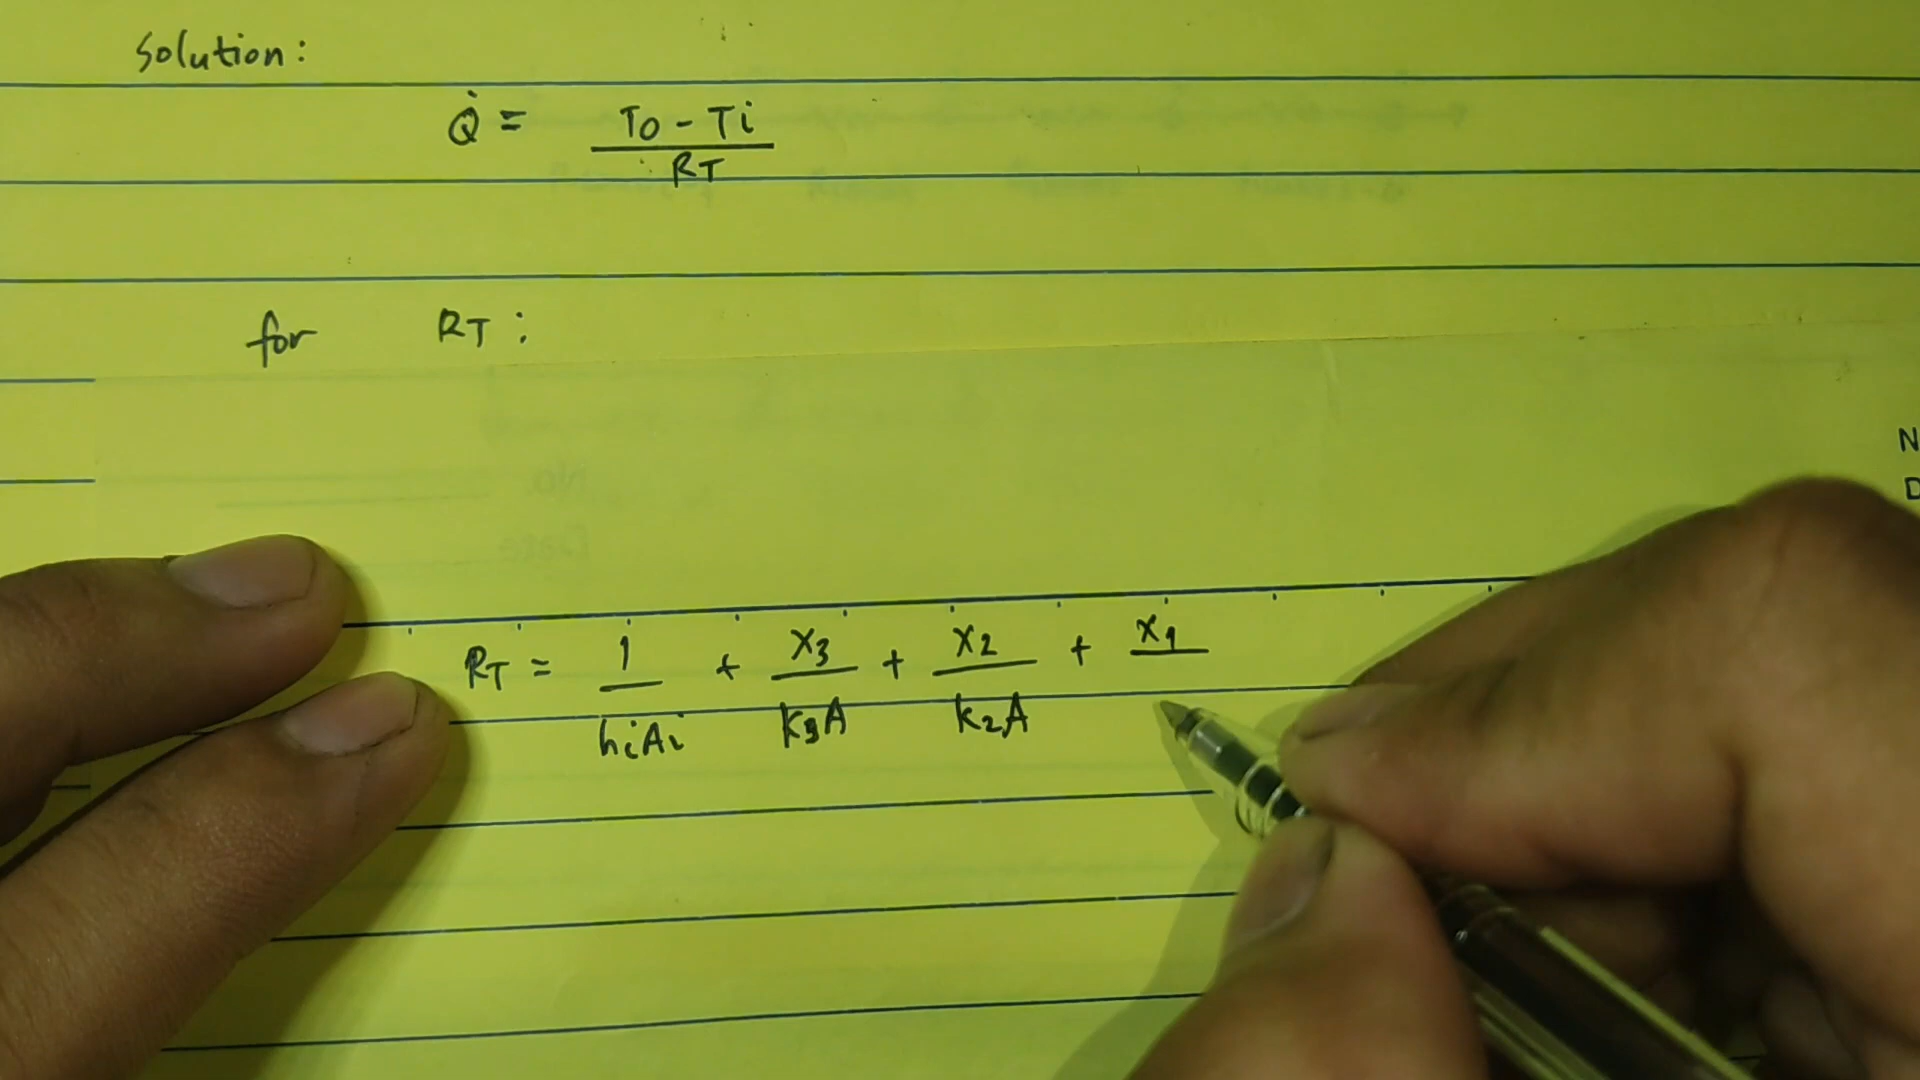 Solution:
Q̇ = To - Ti / RT
for RT :
RT = 1 / hiAi + x3 / k3A + x2 / k2A + x1
N
D